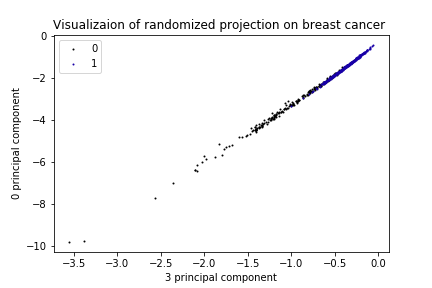 Visualizaion of randomized projection on breast cancer
0
1
0
−2
−4
−6
−8
−10
0 principal component
−3.5 −3.0 −2.5 −2.0 −1.5 −1.0 −0.5 0.0
3 principal component